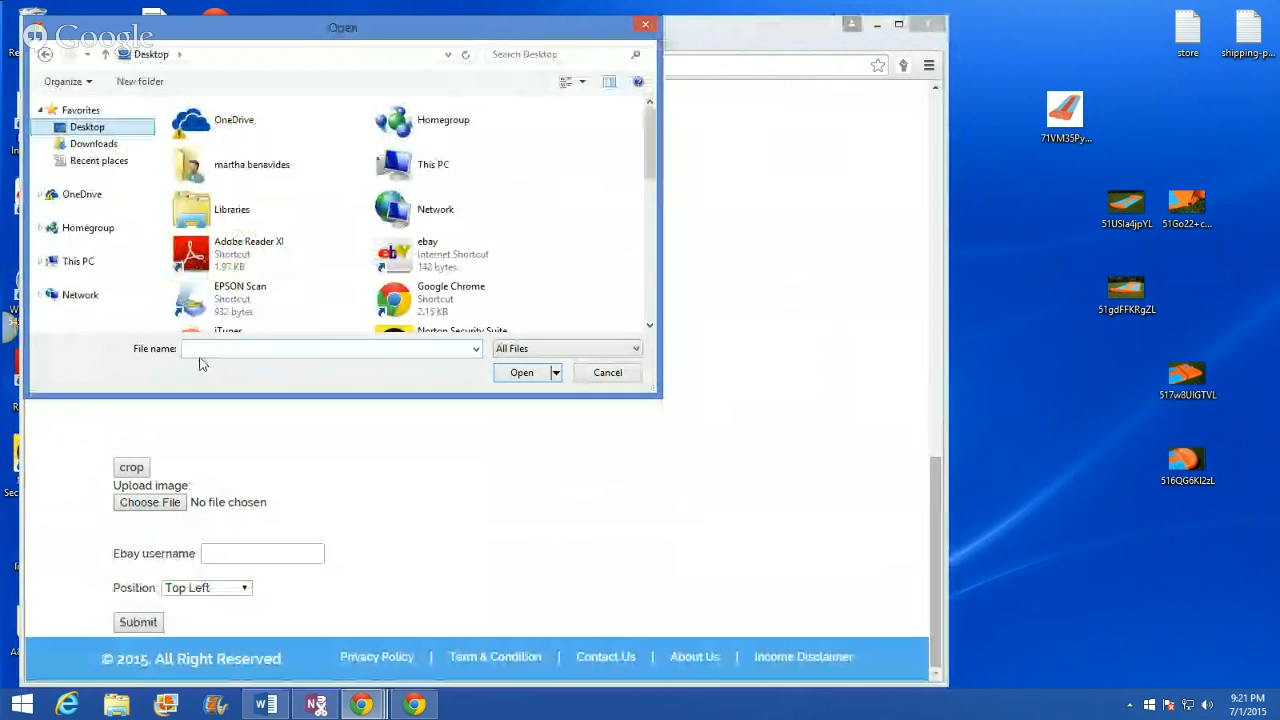 Open
Google
Desktop
Search Desktop
Organize
New folder
Favorites
Desktop
Downloads
Recent places
OneDrive
Homegroup
This PC
Network
OneDrive
Homegroup
martha benavides
This PC
Libraries
Network
Adobe Reader XI
Shortcut
1.97 KB
ebay
Internet Shortcut
142 bytes
EPSON Scan
Shortcut
932 bytes
Google Chrome
Shortcut
2.15 KB
iTunes
Norton Security Suite
File name:
All Files
Open
Cancel
crop
Upload image:
Choose File No file chosen
Ebay username
Position Top Left
Submit
© 2015, All Right Reserved
Privacy Policy | Term & Condition | Contact Us | About Us | Income Disclaimer
store
shipping-p...
71VM35Py...
51USIa4jpYL
51Go22+c...
51gdFFKRgZL
517w8UIGTVL
516QG6KI2zL
9:21 PM
7/1/2015